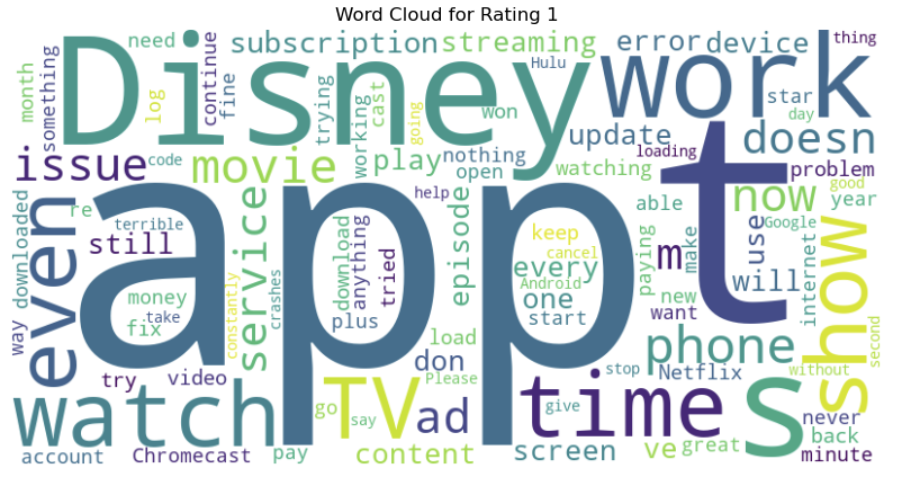 Word Cloud for Rating 1
Disney
work
app
t
s
subscription
streaming
error
device
thing
need
month
something
log
continue
fine
trying
working
cast
going
won
Hulu
star
day
update
doesn
issue
code
movie
play
nothing
open
watching
loading
problem
good
year
now
able
help
re
terrible
still
even
downloaded
way
service
constantly
crashes
money
take
fix
download
anything
tried
plus
episode
keep
cancel
every
Android
one
start
paying
m
make
new
want
use
Google
will
internet
show
second
load
don
phone
Netflix
stop
without
try
video
Please
watch
TV
go
say
ad
time
give
never
back
minute
account
Chromecast
pay
content
screen
ve
great